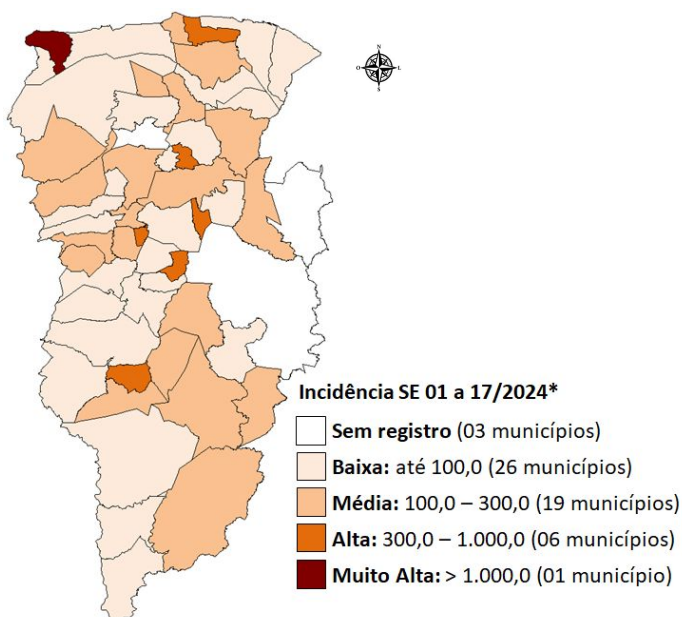 N
O L
S
Incidência SE 01 a 17/2024*
Sem registro (03 municípios)
Baixa: até 100,0 (26 municípios)
Média: 100,0 – 300,0 (19 municípios)
Alta: 300,0 – 1.000,0 (06 municípios)
Muito Alta: > 1.000,0 (01 município)